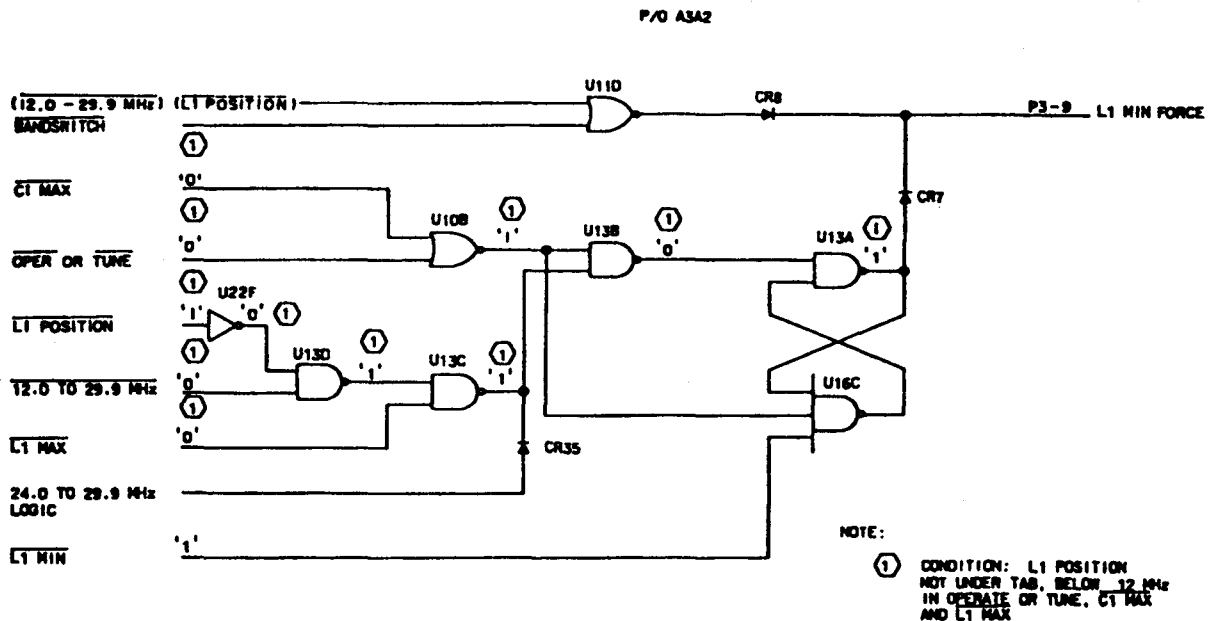 P/O A3A2
U11D
(12.0 - 29.9 MHz) (L1 POSITION)
CR8
P3-9
L1 MIN FORCE
BANDSWITCH
1
C1 MAX
'0'
1
CR7
U10B
1
'1'
U13B
1
'0'
U13A
1
'1'
OPER OR TUNE
'0'
1
U22F
L1 POSITION
'1'
'0'
1
1
U13D
1
'1'
U13C
1
'1'
12.0 TO 29.9 MHz
'0'
1
U16C
L1 MAX
'0'
CR35
24.0 TO 29.9 MHz
LOGIC
L1 MIN
'1'
NOTE:
1 CONDITION: L1 POSITION
NOT UNDER TAB, BELOW 12 MHz
IN OPERATE OR TUNE, C1 MAX
AND L1 MAX